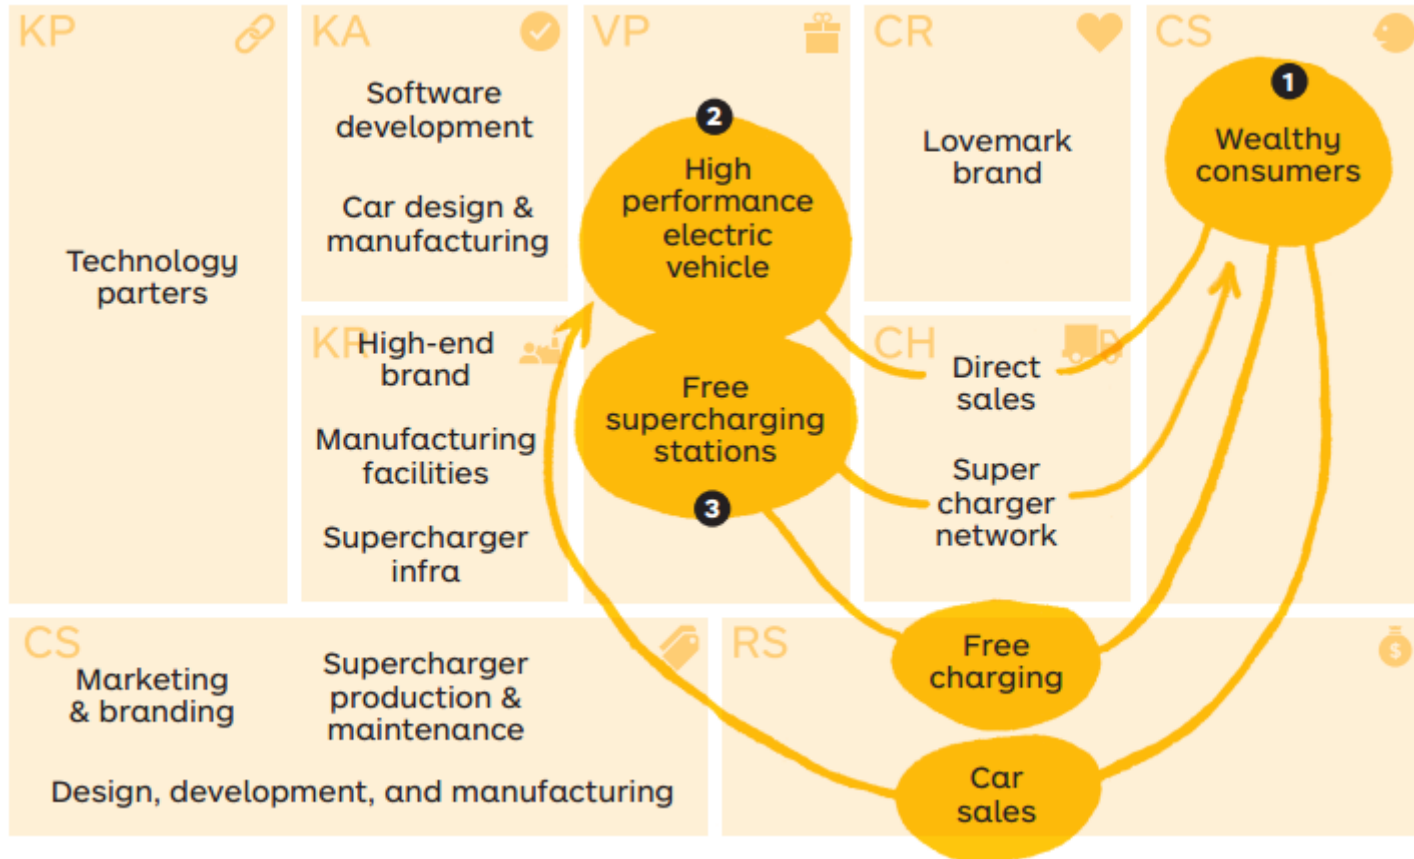 KP
Technology
parters
KA
Software
development
Car design &
manufacturing
KR
High-end
brand
Manufacturing
facilities
Supercharger
infra
VP
2
High
performance
electric
vehicle
Free
supercharging
stations
3
CR
Lovemark
brand
CH
Direct
sales
Super
charger
network
CS
1
Wealthy
consumers
CS
Marketing
& branding
Supercharger
production &
maintenance
Design, development, and manufacturing
RS
$
Free
charging
Car
sales